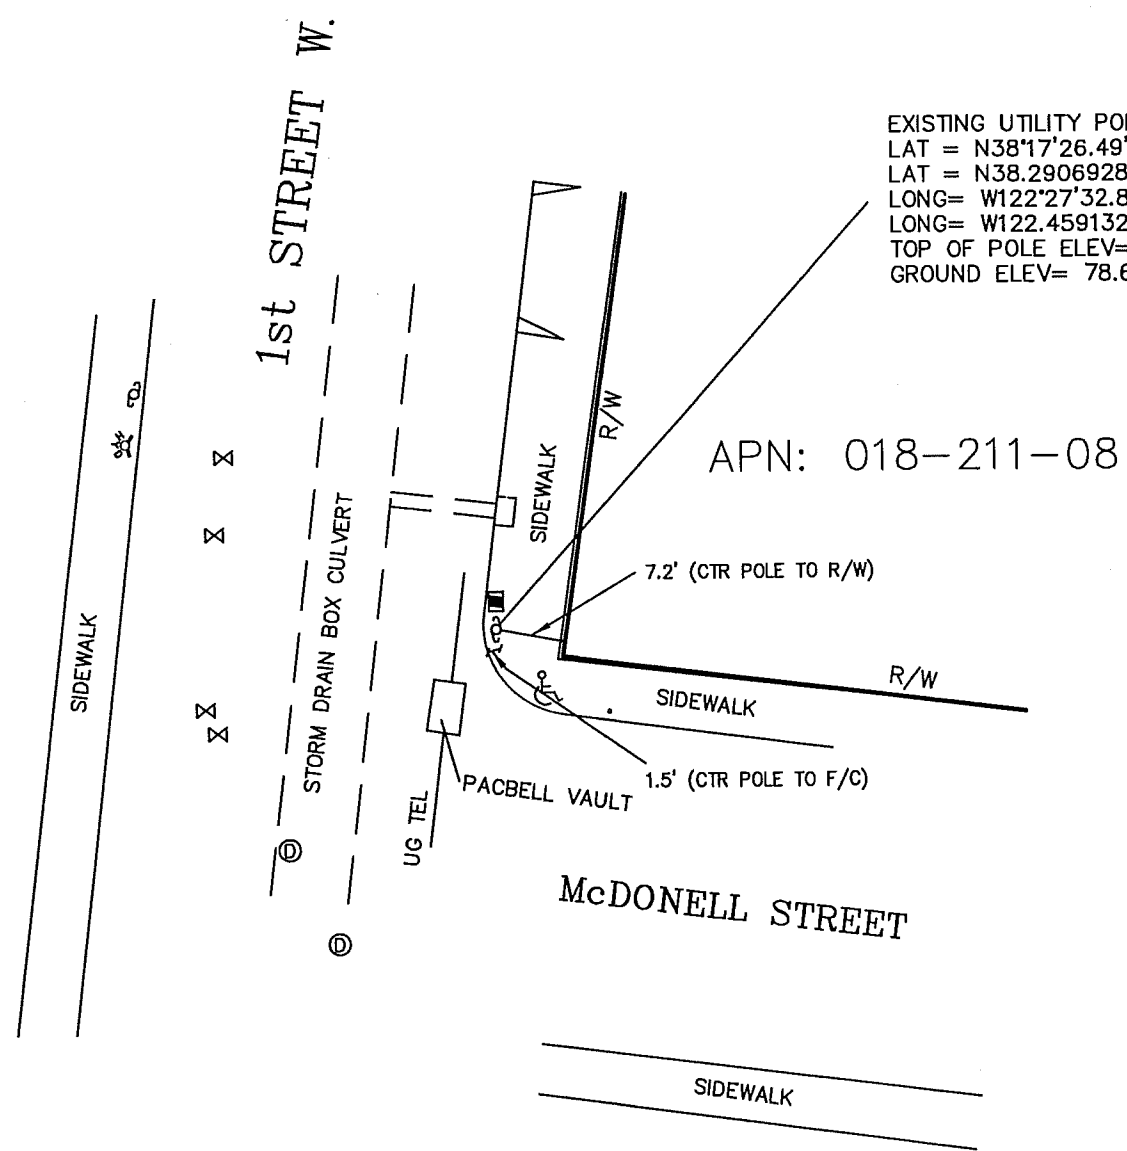 1st STREET W.
EXISTING UTILITY
LAT = N38°17'26.49"
LAT = N38.2906928
LONG= W122°27'32.8
LONG= W122.459132
TOP OF POLE ELEV=
GROUND ELEV= 78.6
R/W
APN: 018-211-08
SIDEWALK
STORM DRAIN BOX CULVERT
7.2' (CTR POLE TO R/W)
SIDEWALK
R/W
SIDEWALK
1.5' (CTR POLE TO F/C)
PACBELL VAULT
UG TEL
D
McDONELL STREET
D
SIDEWALK